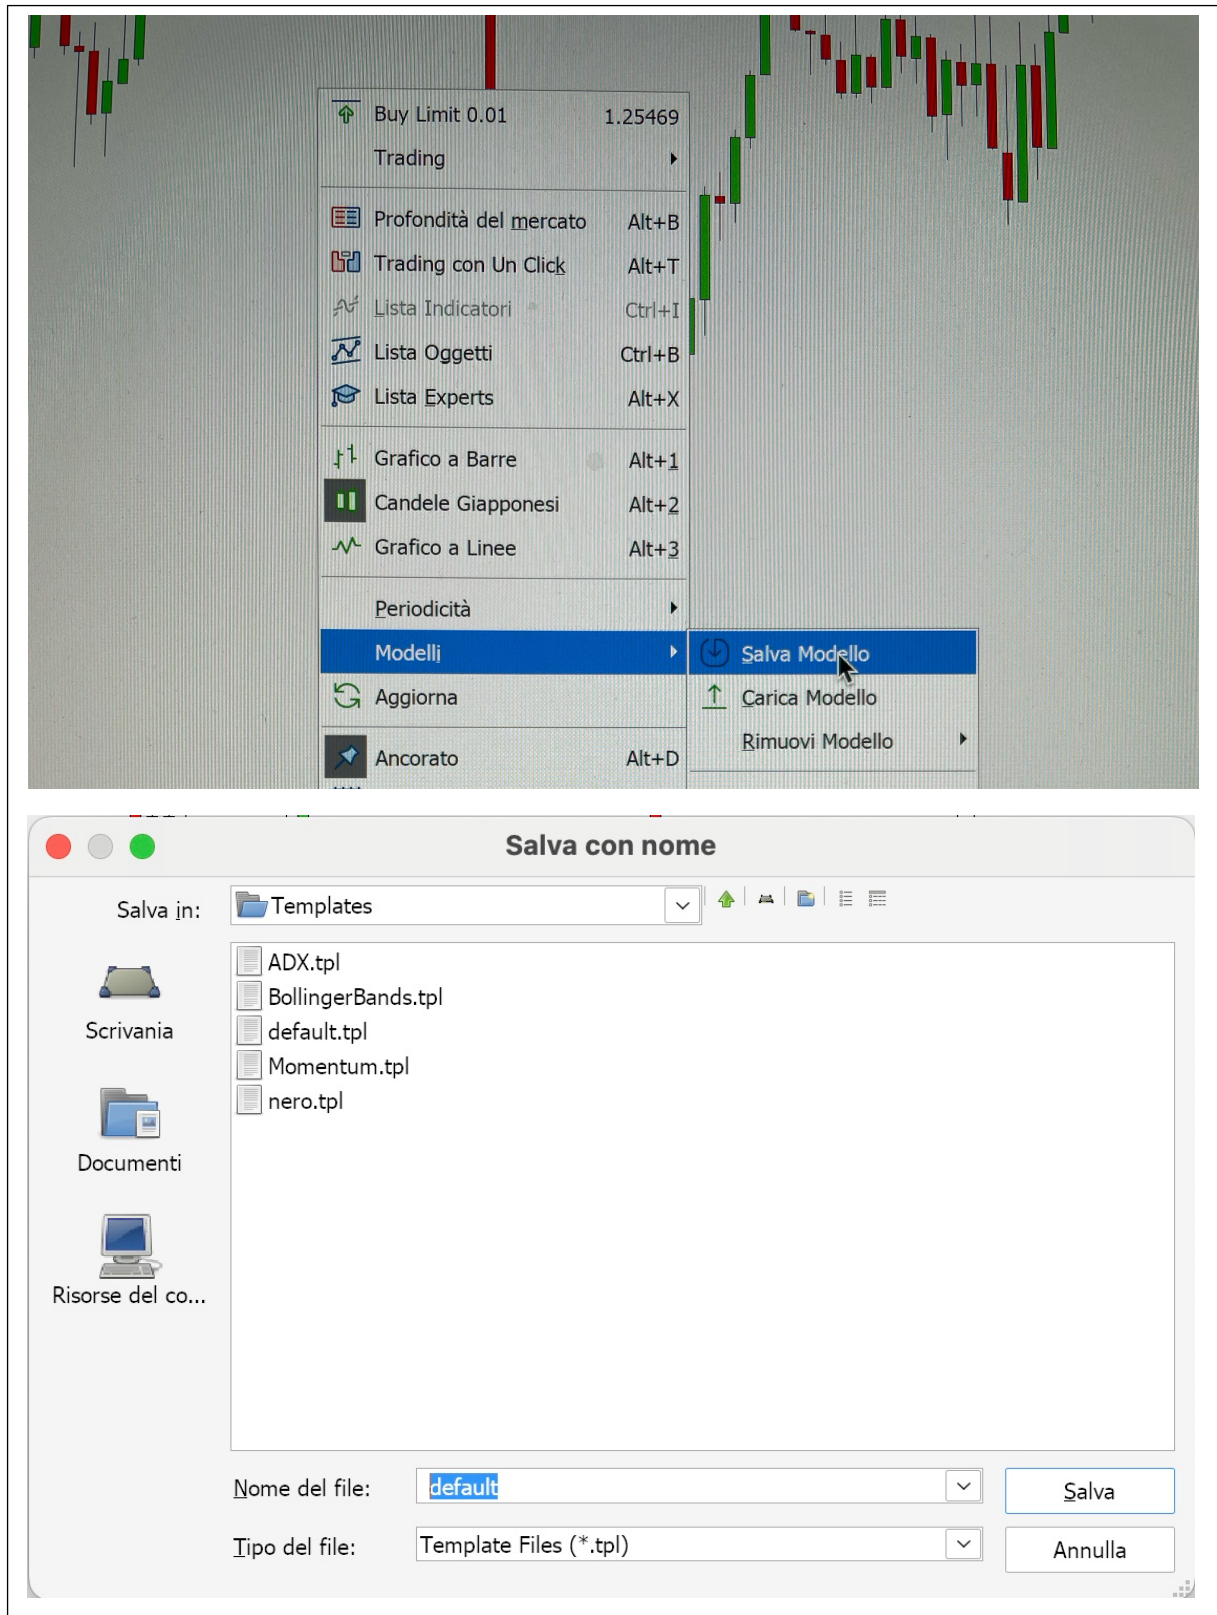 Buy Limit 0.01 1.25469
Trading
Profondità del mercato Alt+B
Trading con Un Click Alt+T
Lista Indicatori Ctrl+I
Lista Oggetti Ctrl+B
Lista Experts Alt+X
Grafico a Barre Alt+1
Candele Giapponesi Alt+2
Grafico a Linee Alt+3
Periodicità
Modelli
Salva Modello
Aggiorna
Carica Modello
Rimuovi Modello
Ancorato Alt+D
Salva con nome
Salva in: Templates
ADX.tpl
BollingerBands.tpl
default.tpl
Momentum.tpl
nero.tpl
Scrivania
Documenti
Risorse del co...
Nome del file: default Salva
Tipo del file: Template Files (*.tpl) Annulla